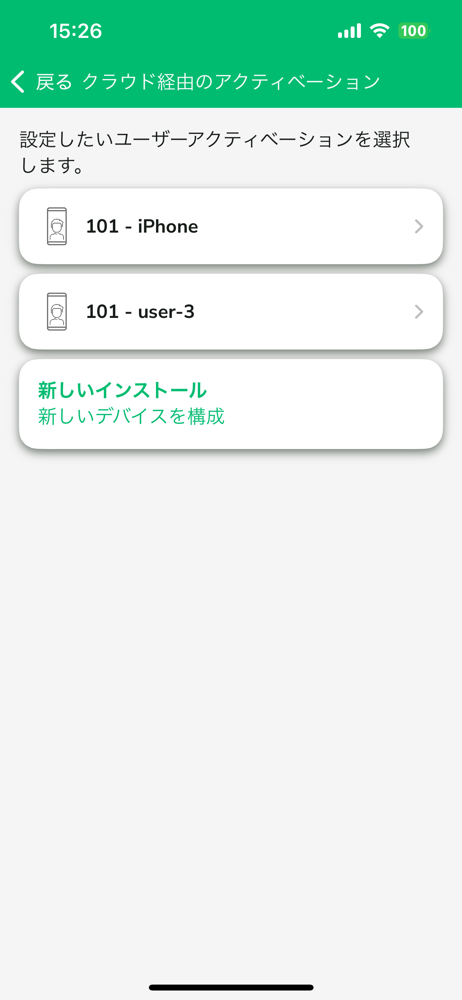 15:26
100
戻る クラウド経由のアクティベーション
設定したいユーザーアクティベーションを選択
します。
101 - iPhone
101 - user-3
新しいインストール
新しいデバイスを構成